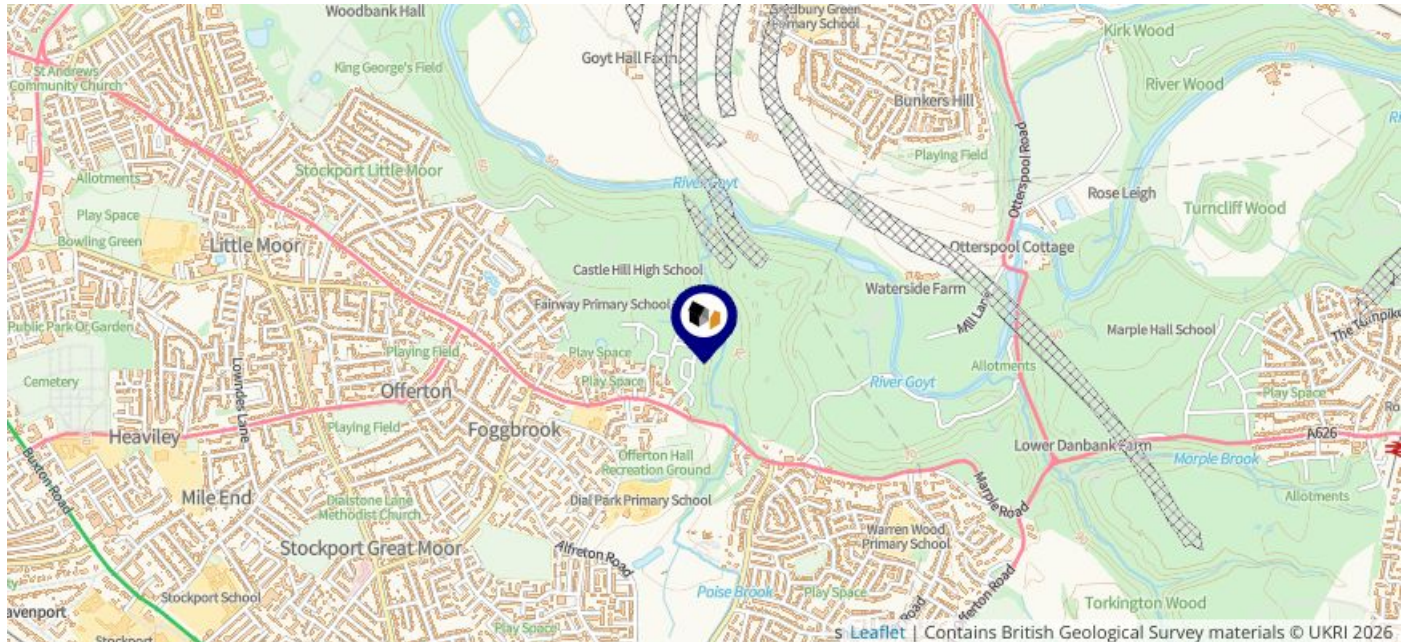 Woodbank Hall
Primary School
Goyt Hall Farm
Kirk Wood
St Andrews
Community Church
King George's Field
River Wood
Bunkers Hill
Otterspool Road
Playing Field
Allotments
Stockport Little Moor
River Goyt
Rose Leigh
Turncliff Wood
Play Space
Bowling Green
Little Moor
Otterspool Cottage
Castle Hill High School
Waterside Farm
Fairway Primary School
Mill Lane
Marple Hall School
Public Park Or Garden
Playing Field
Play Space
Allotments
Cemetery
Lowndes Lane
Offerton
Play Space
River Goyt
Play Space
Heaviley
Playing Field
Foggbrook
Lower Danbank Farm
A626
Buxton Road
Offerton Hall
Recreation Ground
Marple Brook
Mile End
Dialstone Lane
Methodist Church
Dial Park Primary School
Marple Road
Allotments
Stockport Great Moor
Alfreton Road
Warren Wood
Primary School
Stockport School
Poise Brook
Play Space
Torkington Wood
Stockport
s Leaflet | Contains British Geological Survey materials © UKRI 2026